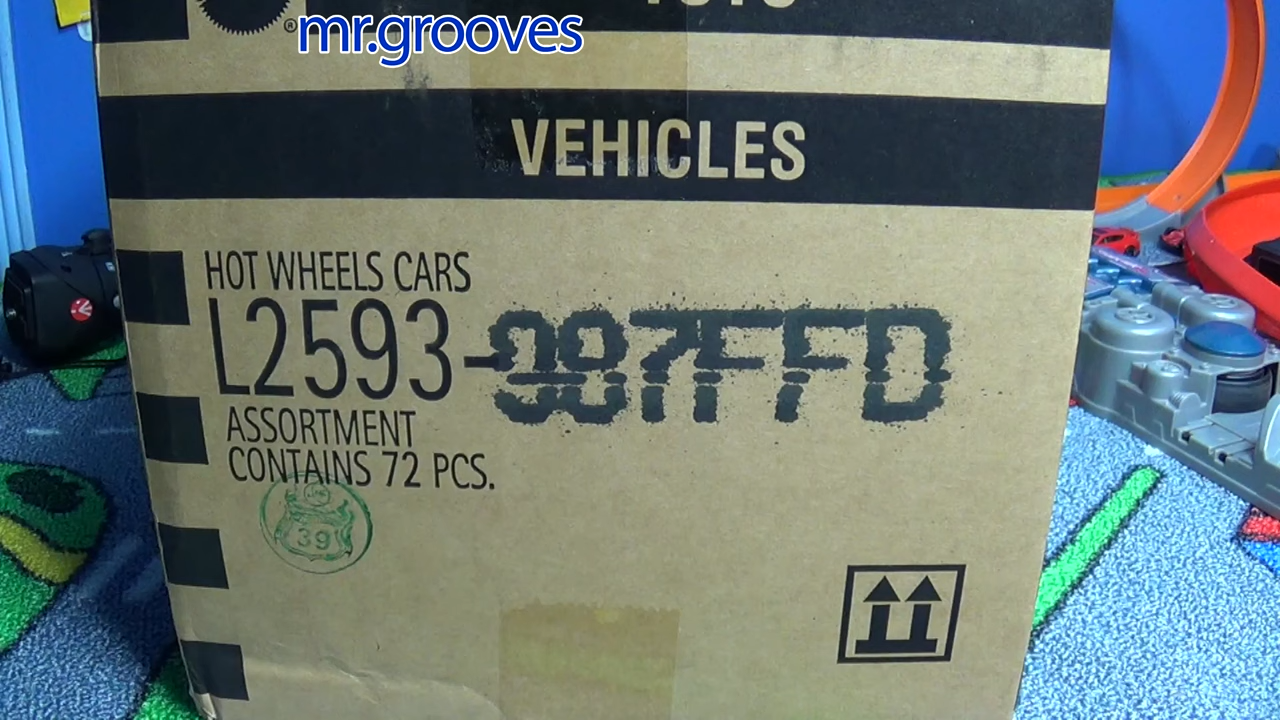 mr.grooves
®
VEHICLES
HOT WHEELS CARS
L2593-987FFD
ASSORTMENT
CONTAINS 72 PCS.
39